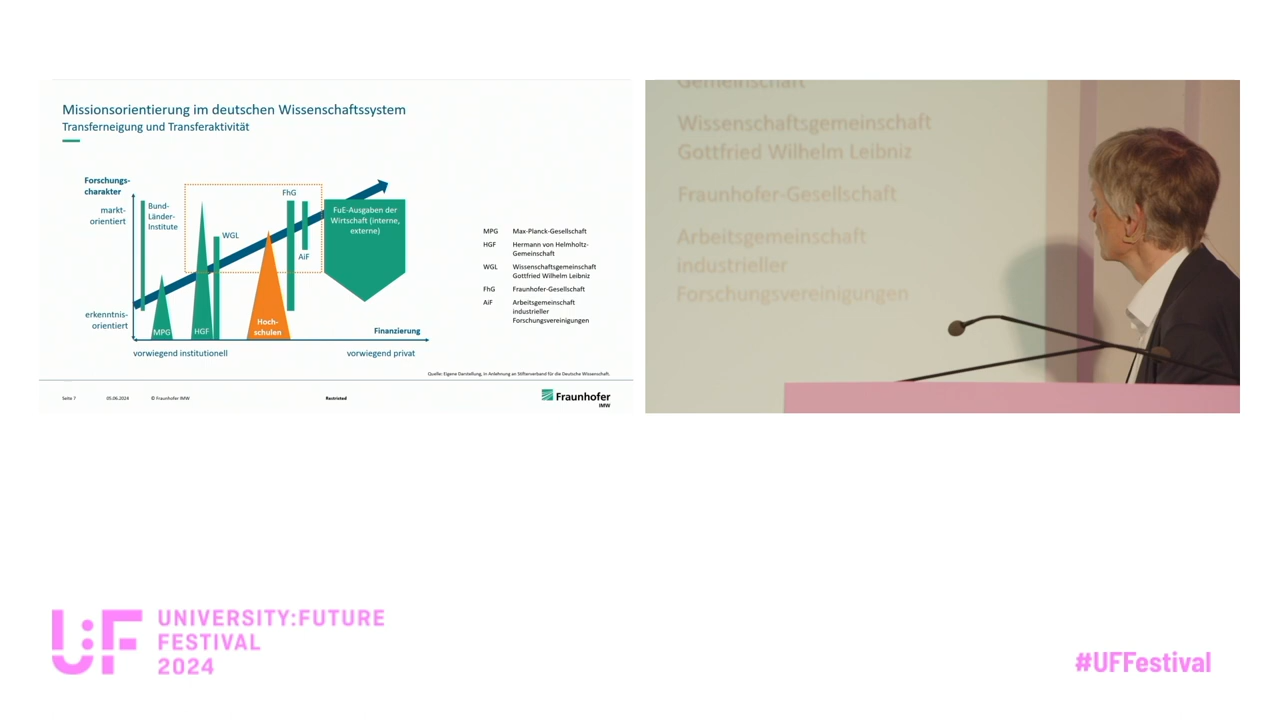 Missionsorientierung im deutschen Wissenschaftssystem
Transferneigung und Transferaktivität
Forschungs-
charakter
markt-
orientiert
Bund-
Länder-
Institute
WGL
FhG
AiF
FuE-Ausgaben der
Wirtschaft (interne,
externe)
erkenntnis-
orientiert
MPG
HGF
Hoch-
schulen
Finanzierung
vorwiegend institutionell
vorwiegend privat
MPG Max-Planck-Gesellschaft
HGF Hermann von Helmholtz-
Gemeinschaft
WGL Wissenschaftsgemeinschaft
Gottfried Wilhelm Leibniz
FhG Fraunhofer-Gesellschaft
AiF Arbeitsgemeinschaft
industrieller
Forschungsvereinigungen
Quelle: Eigene Darstellung, in Anlehnung an Stifterverband für die Deutsche Wissenschaft.
Seite 7 05.06.2024 © Fraunhofer IMW Restricted
Fraunhofer
IMW
Gemeinschaft
Wissenschaftsgemeinschaft
Gottfried Wilhelm Leibniz
Fraunhofer-Gesellschaft
Arbeitsgemeinschaft
industrieller
Forschungsvereinigungen
U:F
UNIVERSITY:FUTURE
FESTIVAL
2024
#UFFestival